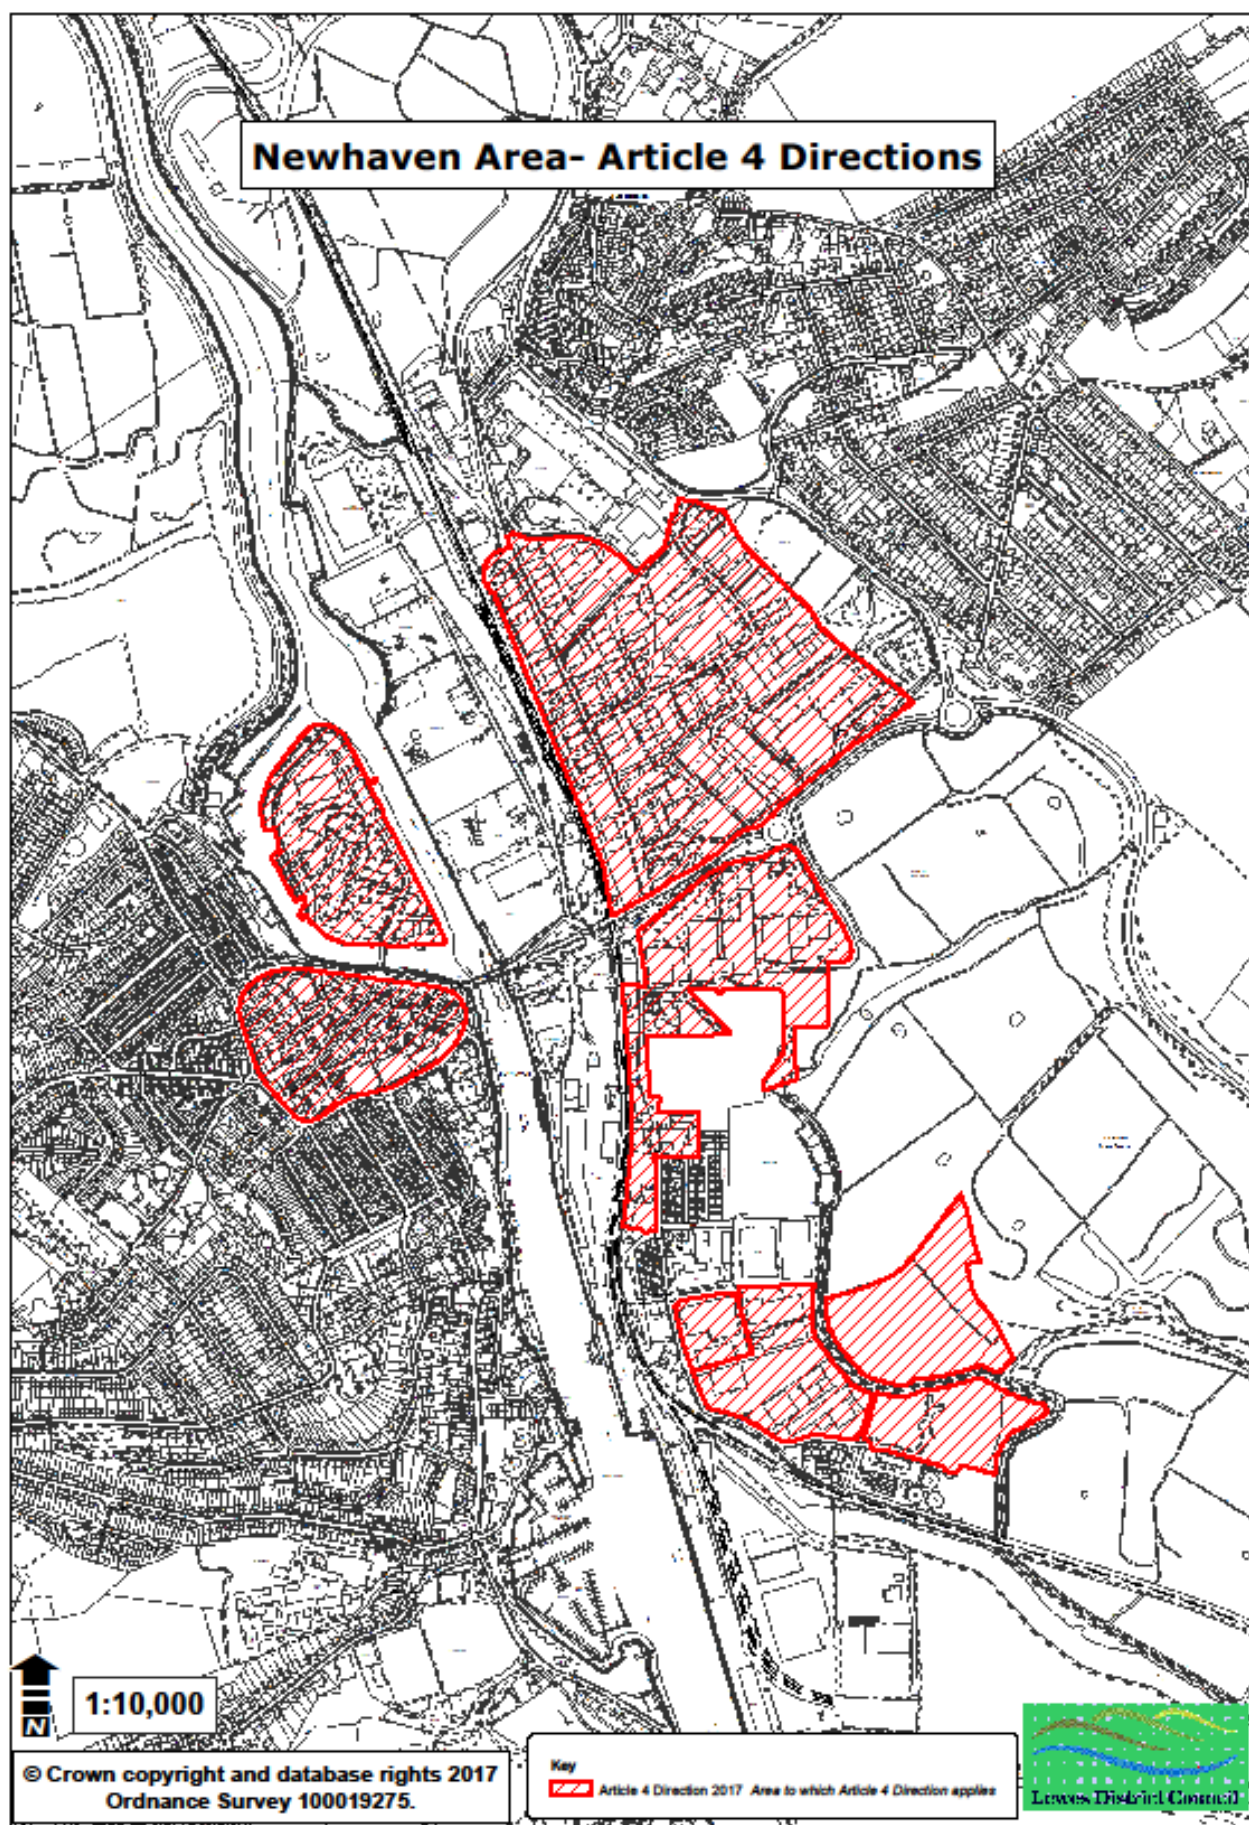 Newhaven Area- Article 4 Directions
1:10,000
N
© Crown copyright and database rights 2017
Ordnance Survey 100019275.
Key
Article 4 Direction 2017 Area to which Article 4 Direction applies
Lewes District Council